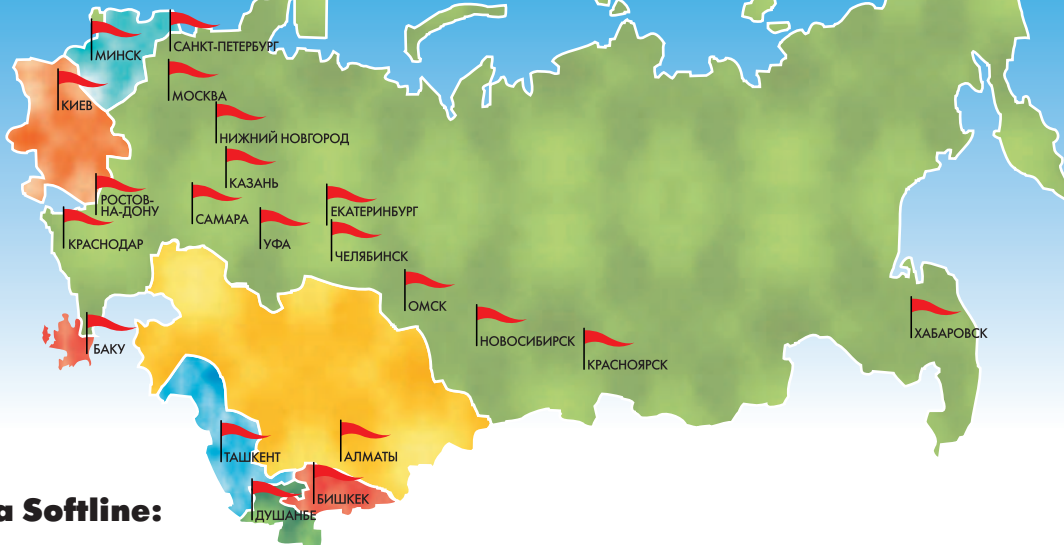 МИНСК
САНКТ-ПЕТЕРБУРГ
КИЕВ
МОСКВА
НИЖНИЙ НОВГОРОД
КАЗАНЬ
РОСТОВ-
НА-ДОНУ
САМАРА
ЕКАТЕРИНБУРГ
КРАСНОДАР
УФА
ЧЕЛЯБИНСК
ОМСК
ХАБАРОВСК
НОВОСИБИРСК
БАКУ
КРАСНОЯРСК
ТАШКЕНТ
АЛМАТЫ
БИШКЕК
ДУШАНБЕ
а Softline: